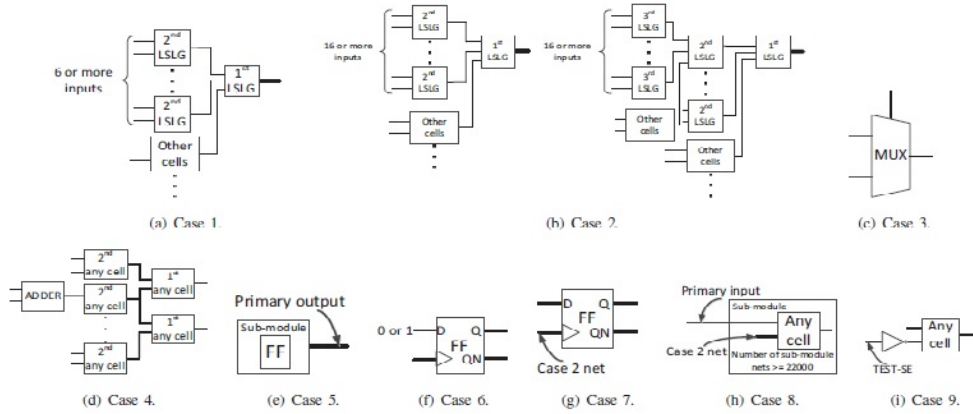 6 or more
inputs
2nd
LSLG
2nd
LSLG
1st
LSLG
Other
cells
(a) Case 1.
16 or more
inputs
2nd
LSLG
2nd
LSLG
1st
LSLG
Other
cells
16 or more
inputs
3rd
LSLG
3rd
LSLG
2nd
LSLG
1st
LSLG
Other
cells
2nd
LSLG
Other
cells
(b) Case 2.
MUX
(c) Case 3.
ADDER
2nd
any cell
2nd
any cell
2nd
any cell
1st
any cell
1st
any cell
(d) Case 4.
Primary output
Sub-module
FF
(e) Case 5.
0 or 1
D Q
FF
QN
(f) Case 6.
D Q
FF
QN
Case 2 net
(g) Case 7.
Primary input
Sub-module
Any
cell
Case 2 net
Number of sub-module
nets >= 22000
(h) Case 8.
Any
cell
TEST-SE
(i) Case 9.